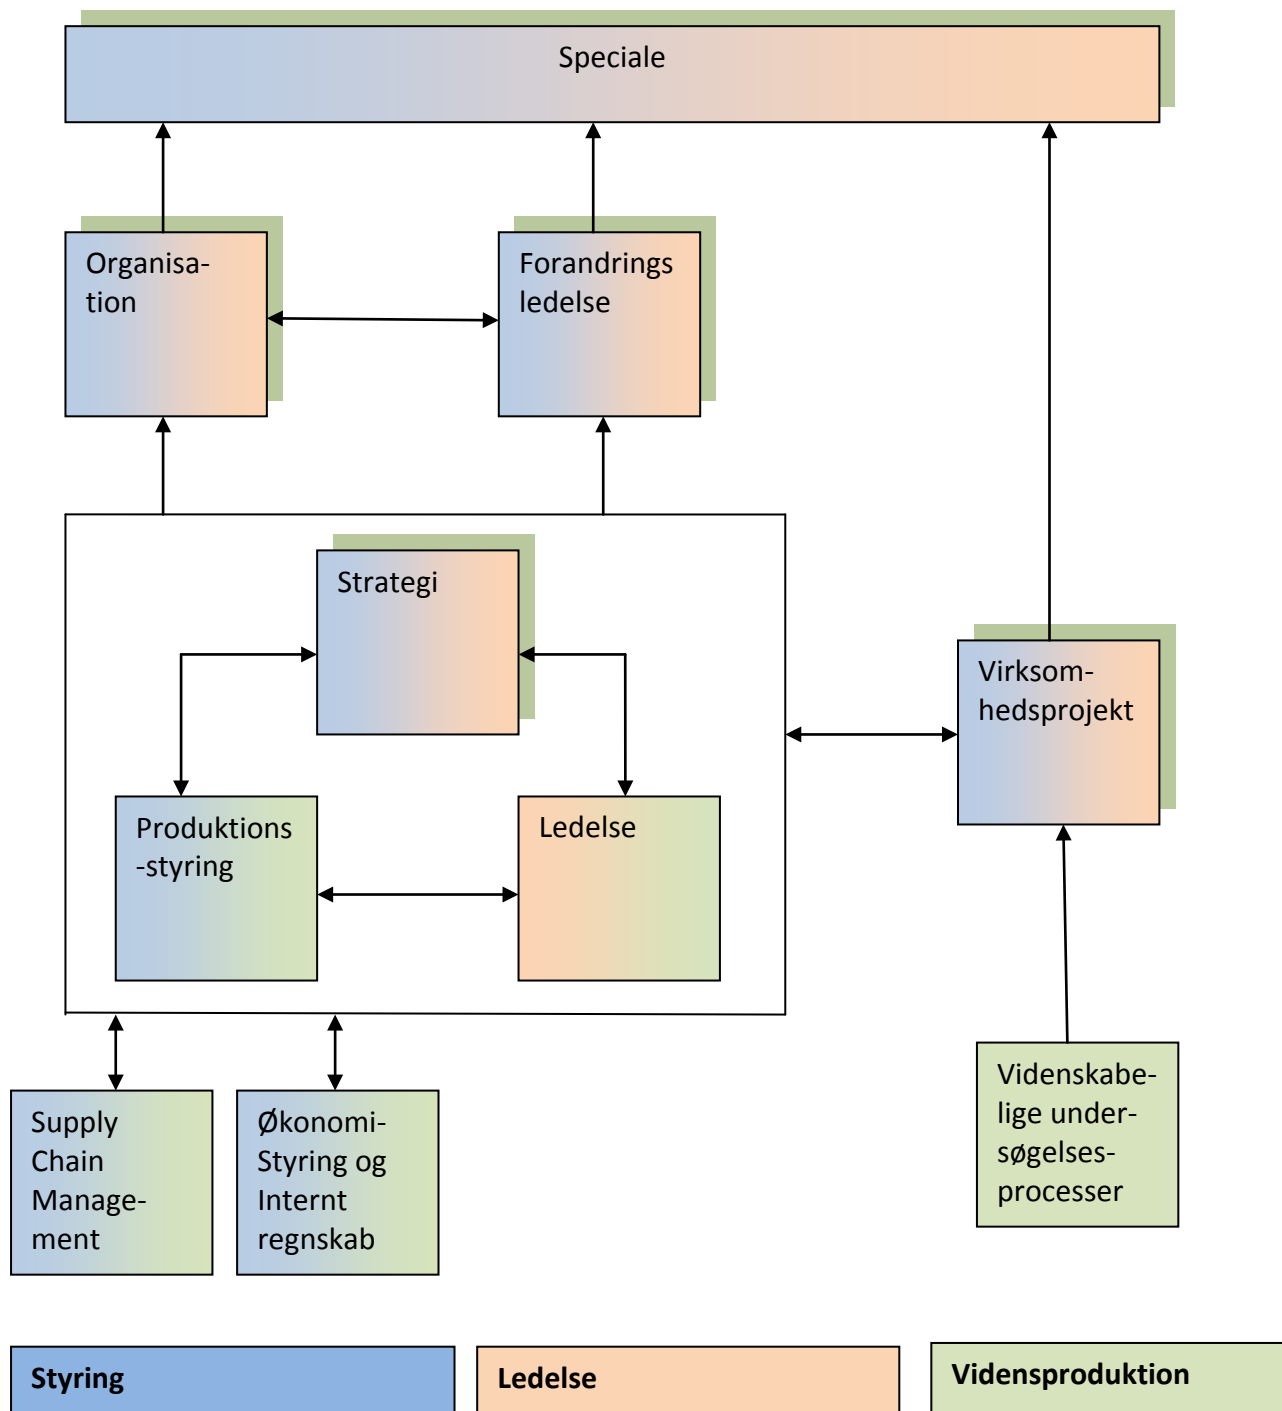 Speciale
Organisa-
tion
Forandrings
ledelse
Strategi
Virksom-
hedsprojekt
Produktions
-styring
Ledelse
Supply
Chain
Manage-
ment
Økonomi-
Styring og
Internt
regnskab
Videnskabe-
lige under-
søgelses-
processer
Styring
Ledelse
Vidensproduktion